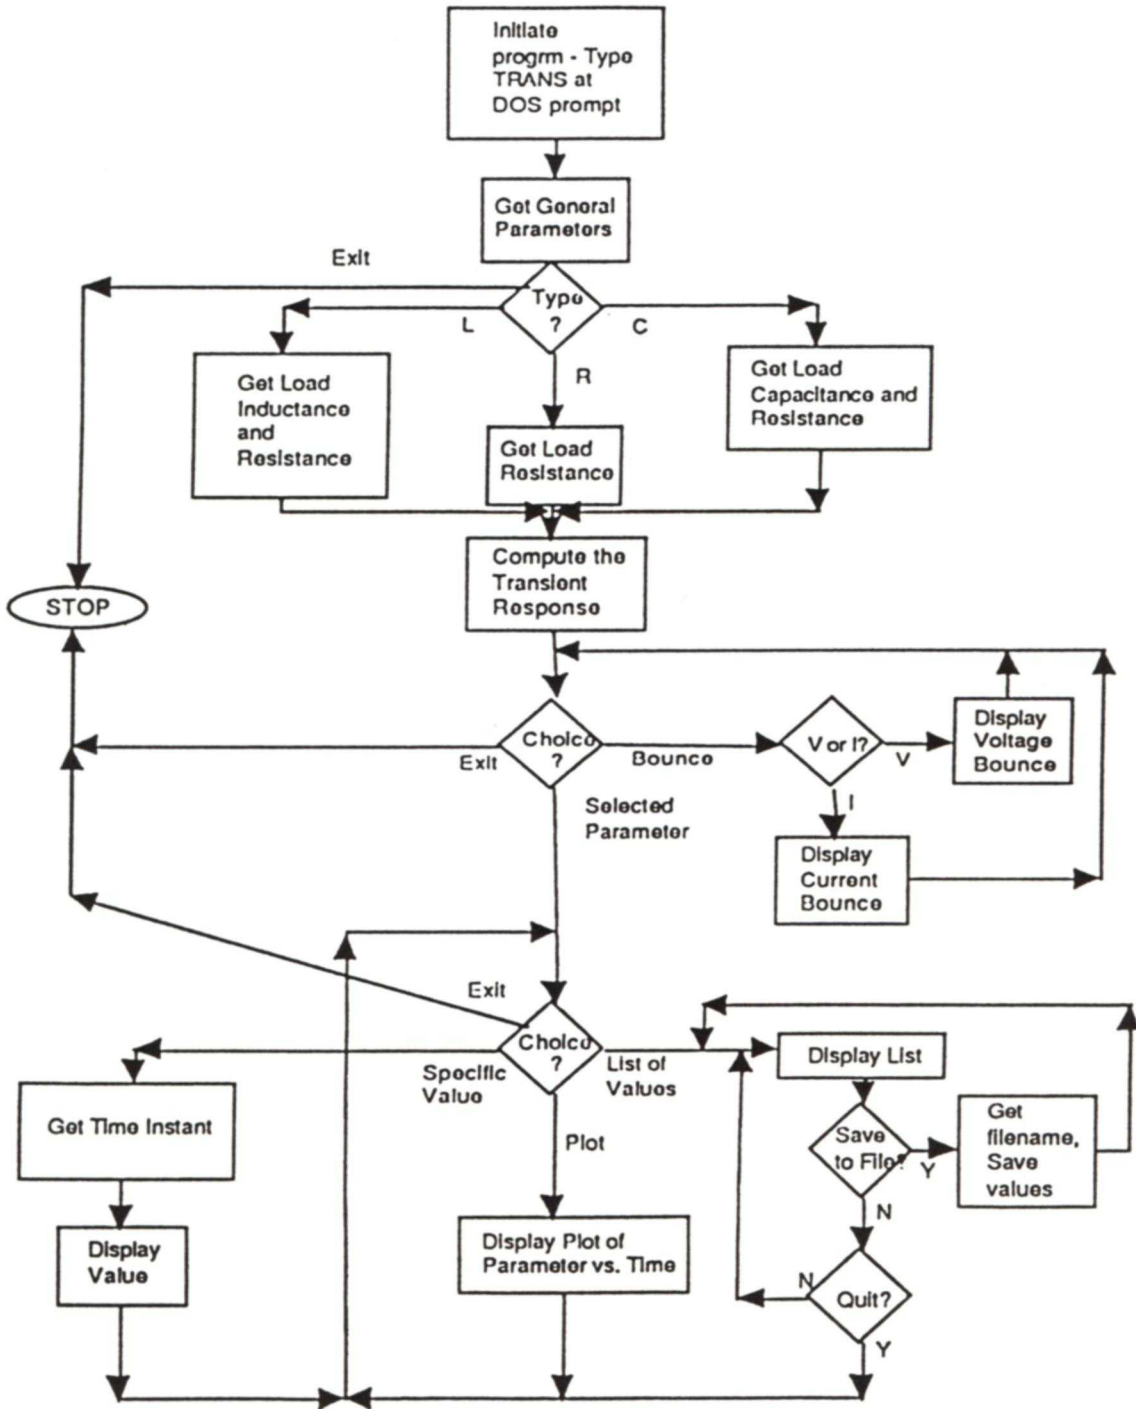 Initiate
progrm - Type
TRANS at
DOS prompt
Get General
Parameters
Exit
Type
?
L
C
R
Get Load
Inductance
and
Resistance
Get Load
Resistance
Get Load
Capacitance and
Resistance
Compute the
Transient
Response
STOP
Choice
?
Exit
Bounce
V or I?
V
Display
Voltage
Bounce
I
Display
Current
Bounce
Selected
Parameter
Exit
Choice
?
Specific
Value
List of
Values
Plot
Get Time Instant
Display
Value
Display Plot of
Parameter vs. Time
Display List
Save
to File?
Y
Get
filename,
Save
values
N
Quit?
N
Y